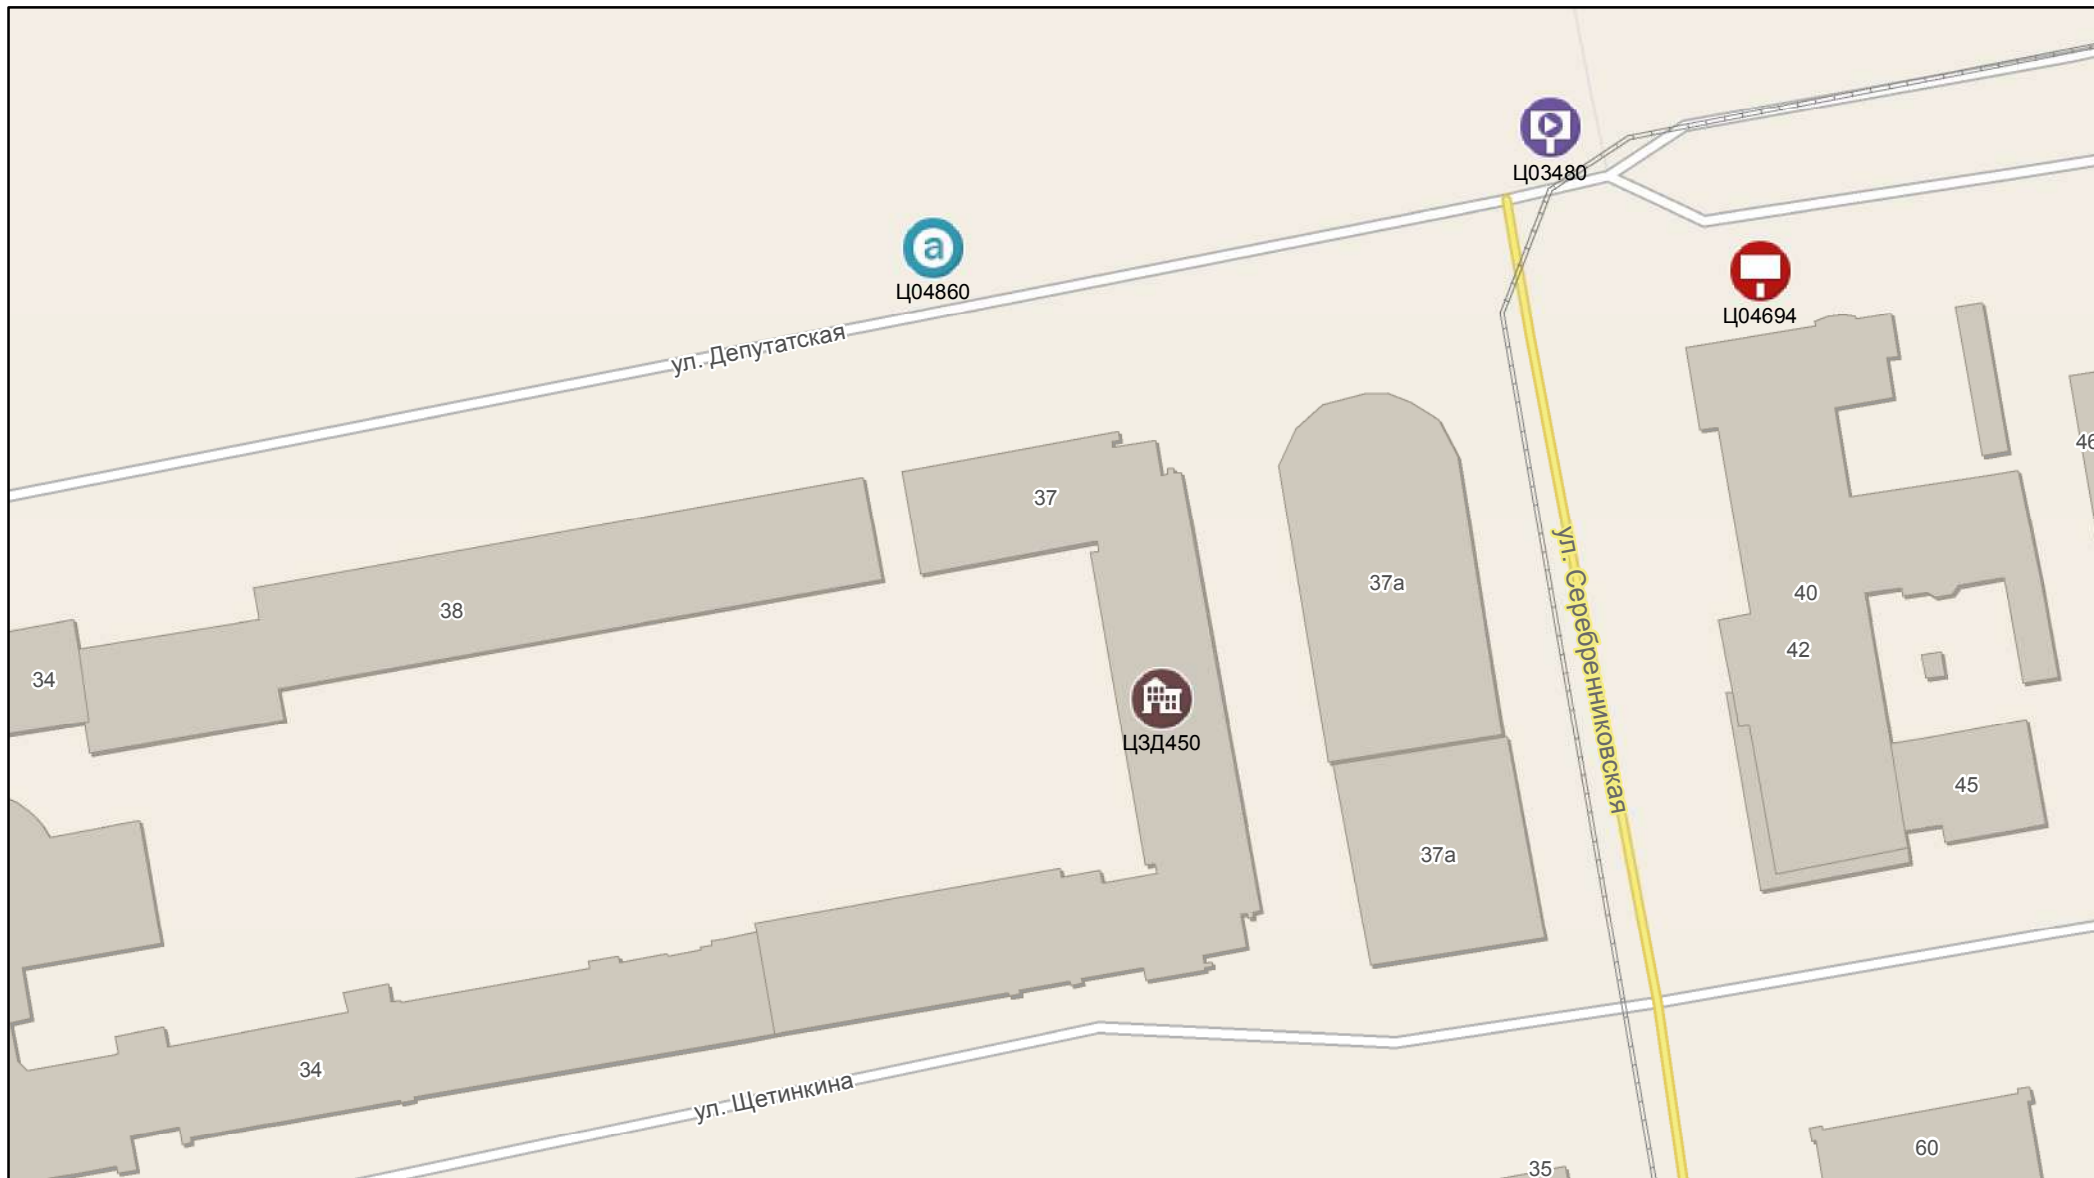 Ц03480
a
Ц04860
Ц04694
ул. Депутатская
46
37
37а
ул. Серебренниковская
40
38
42
34
ЦЗД450
45
37а
34
ул. Щетинкина
60
35